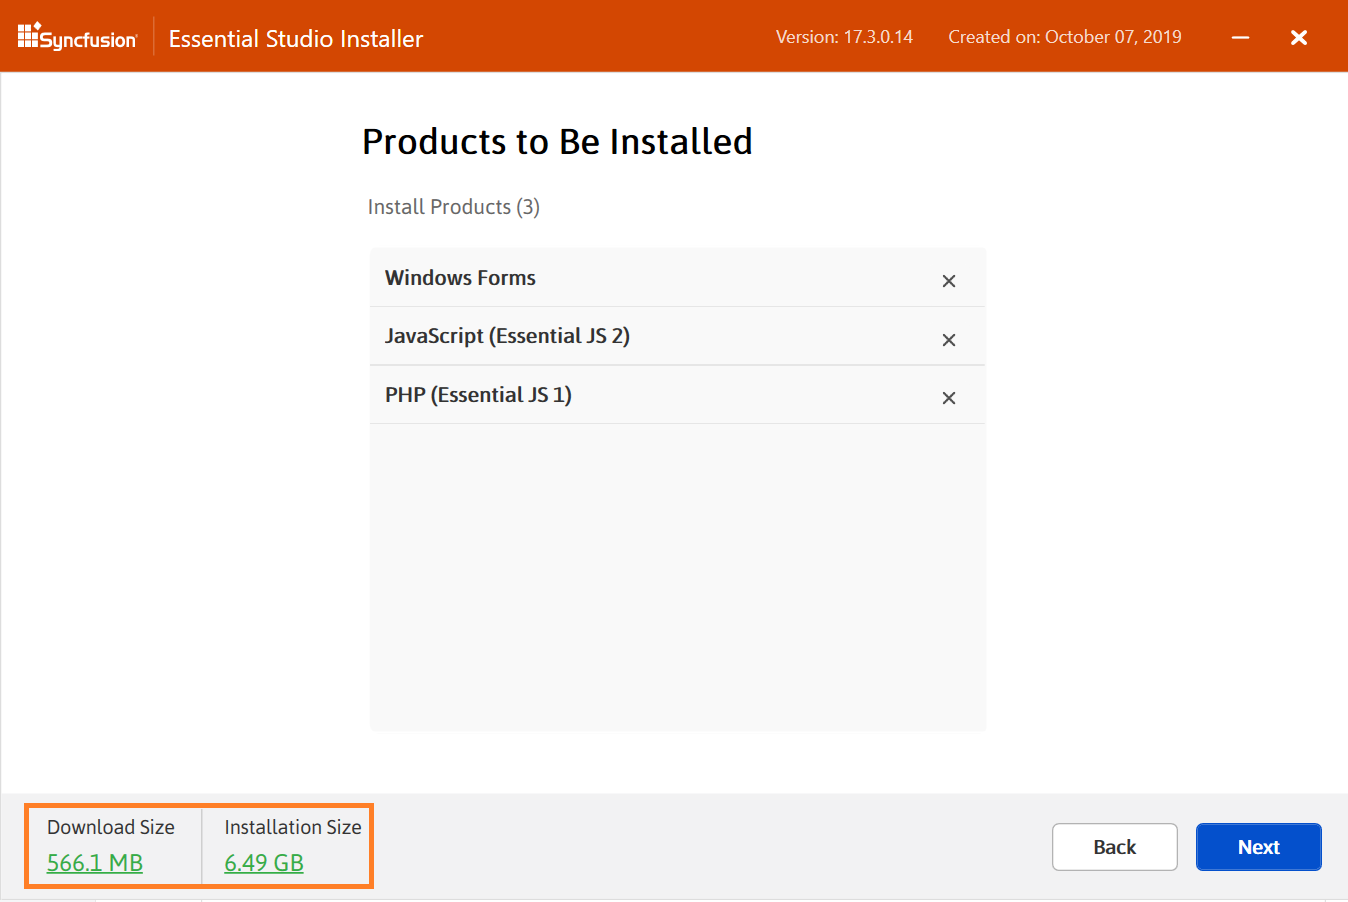 Syncfusion Essential Studio Installer Version: 17.3.0.14 Created on: October 07, 2019
Products to Be Installed
Install Products (3)
Windows Forms
JavaScript (Essential JS 2)
PHP (Essential JS 1)
Download Size Installation Size
566.1 MB 6.49 GB
Back Next